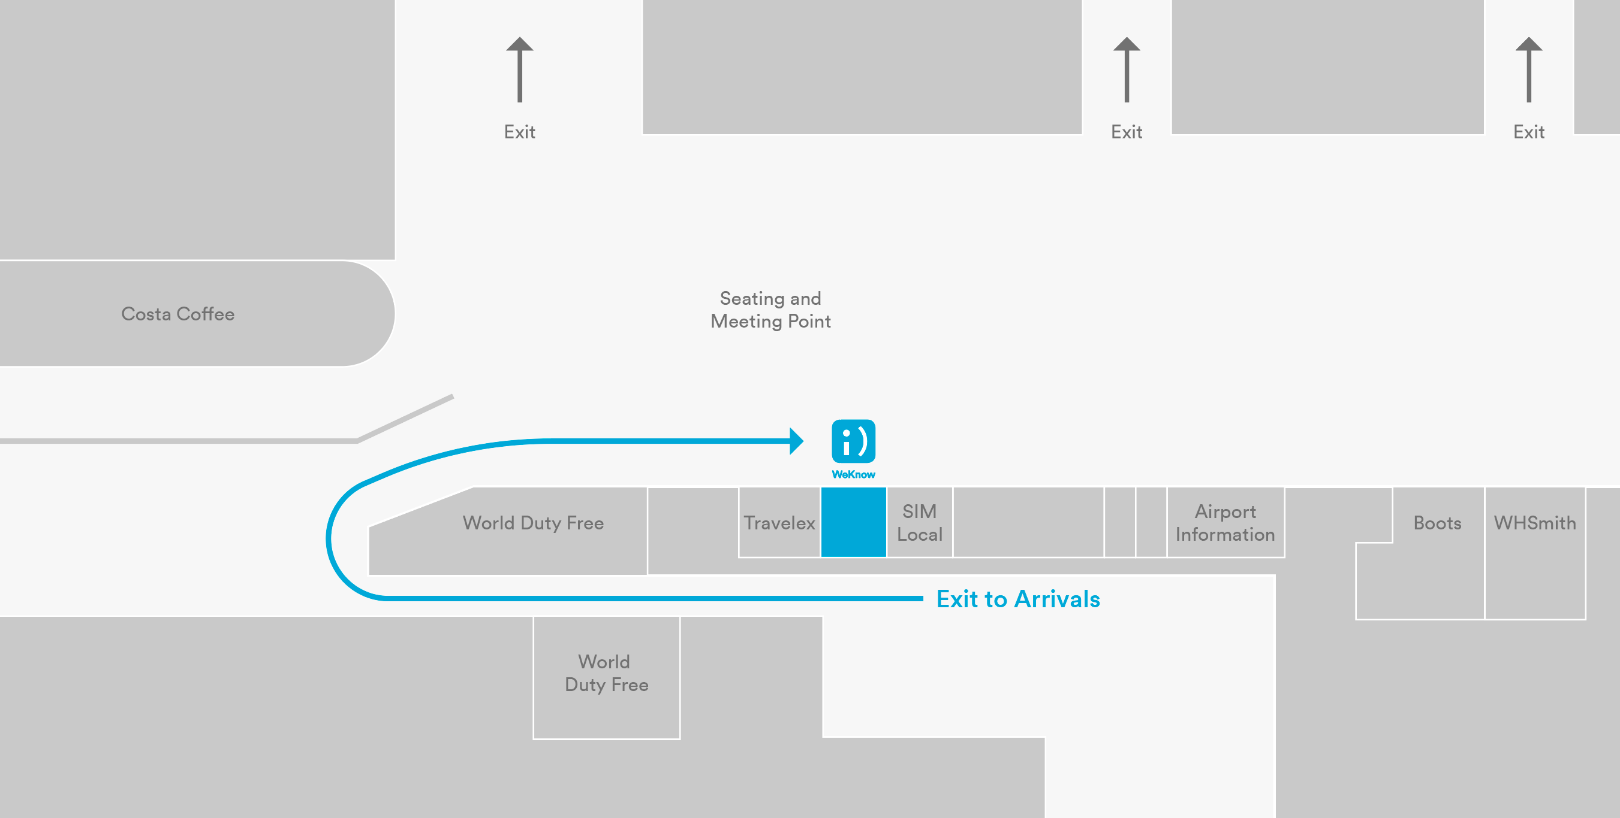 Exit
Exit
Exit
Costa Coffee
Seating and
Meeting Point
i)
WeKnow
World Duty Free
Travelex
SIM
Local
Airport
Information
Boots
WHSmith
Exit to Arrivals
World
Duty Free